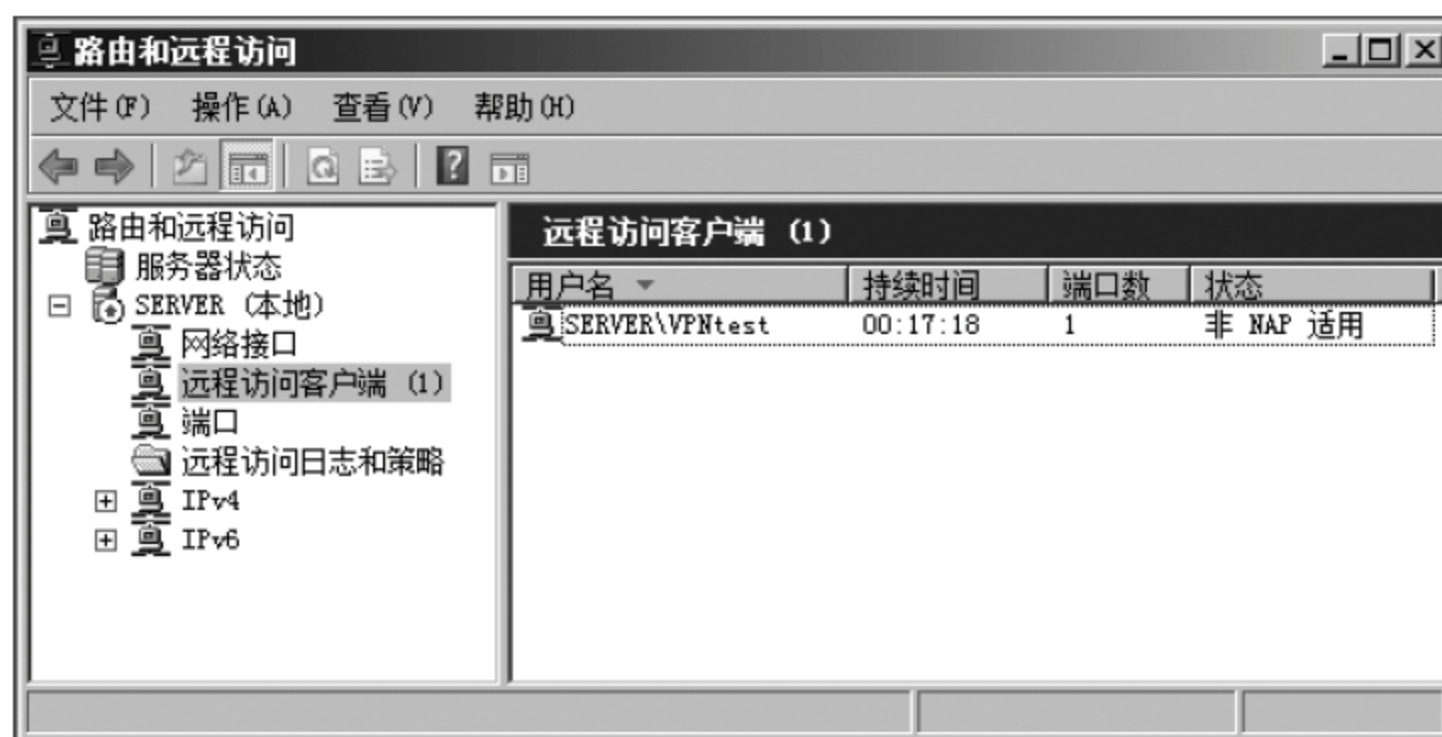 路由和远程访问
文件(F) 操作(A) 查看(V) 帮助(H)
路由和远程访问
服务器状态
SERVER (本地)
网络接口
远程访问客户端 (1)
端口
远程访问日志和策略
IPv4
IPv6
远程访问客户端 (1)
用户名 持续时间 端口数 状态
SERVER\VPNtest 00:17:18 1 非 NAP 适用